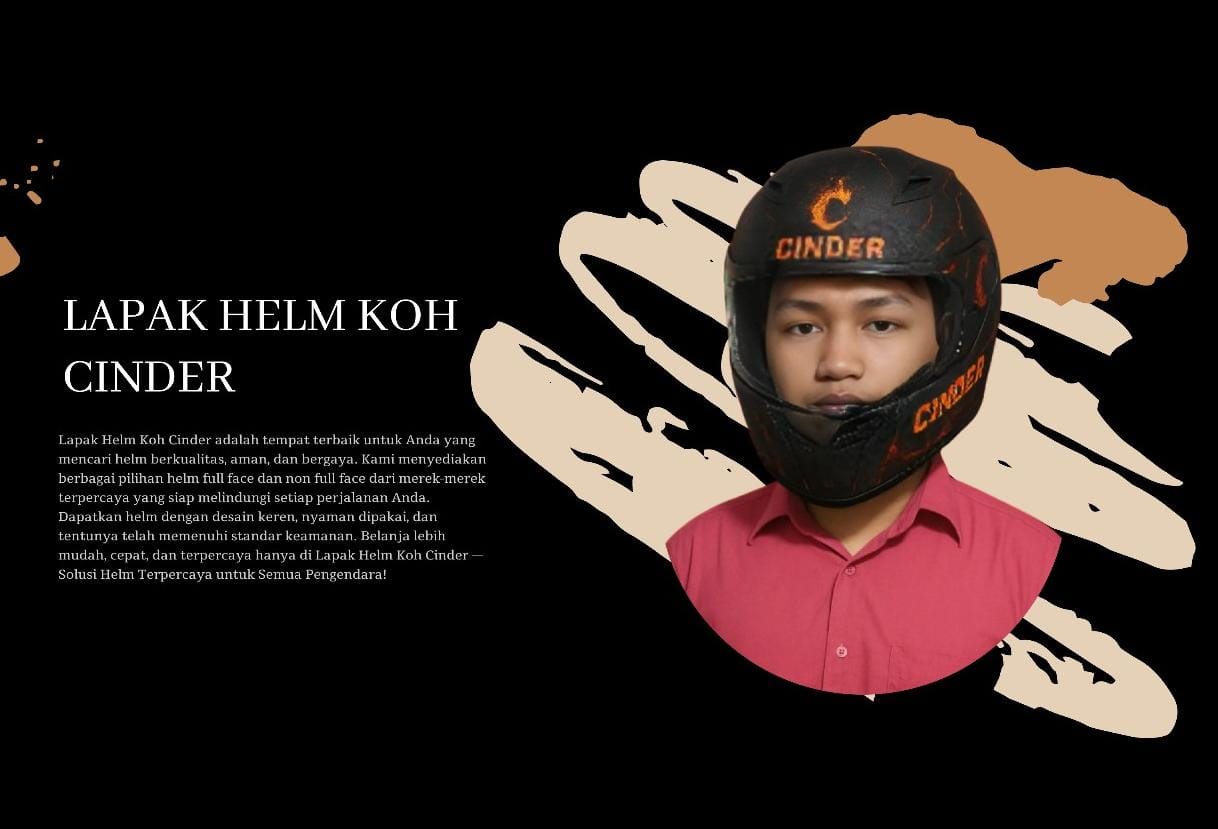 LAPAK HELM KOH
CINDER
Lapak Helm Koh Cinder adalah tempat terbaik untuk Anda yang
mencari helm berkualitas, aman, dan bergaya. Kami menyediakan
berbagai pilihan helm full face dan non full face dari merek-merek
terpercaya yang siap melindungi setiap perjalanan Anda.
Dapatkan helm dengan desain keren, nyaman dipakai, dan
tentunya telah memenuhi standar keamanan. Belanja lebih
mudah, cepat, dan terpercaya hanya di Lapak Helm Koh Cinder —
Solusi Helm Terpercaya untuk Semua Pengendara!
C
CINDER
C
CINDER